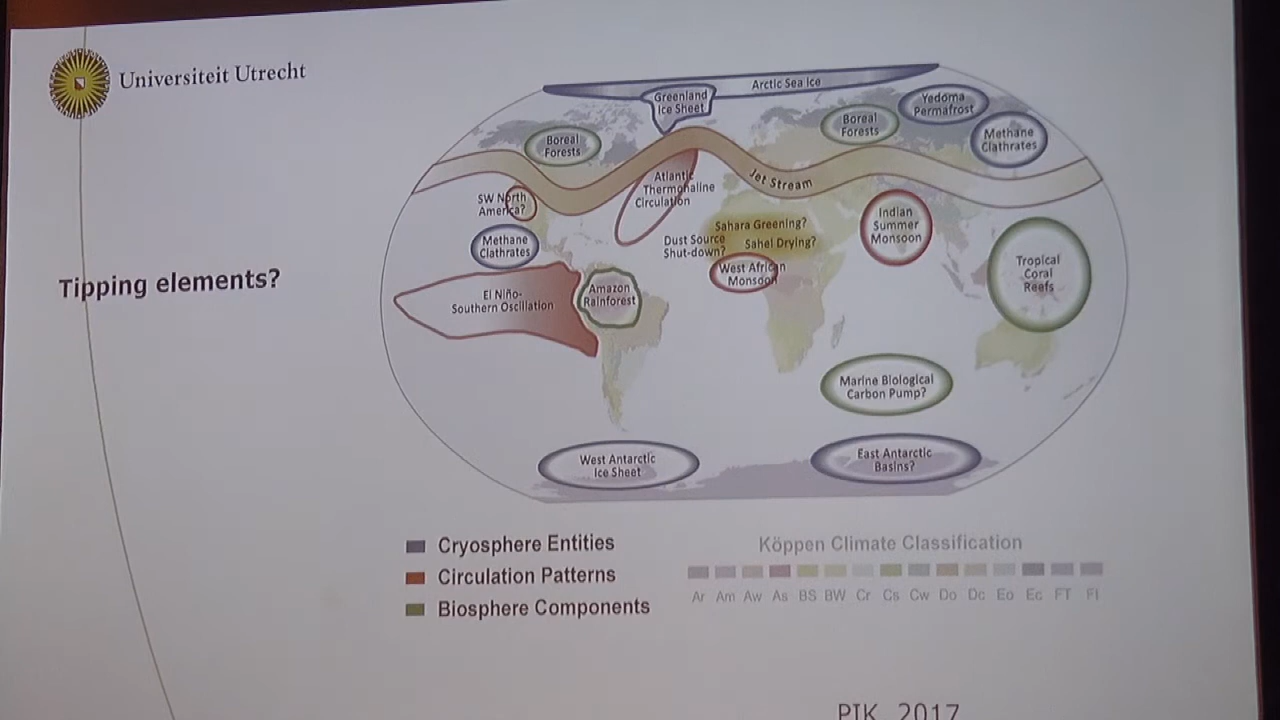 Universiteit Utrecht
Tipping elements?
Arctic Sea Ice
Greenland
Ice Sheet
Yedoma
Permafrost
Boreal
Forests
Boreal
Forests
Methane
Clathrates
Jet Stream
Atlantic
Thermohaline
Circulation
SW North
America?
Methane
Clathrates
Sahara Greening?
Dust Source
Shut-down?
Sahel Drying?
West African
Monsoon
Indian
Summer
Monsoon
Tropical
Coral
Reefs
El Niño-
Southern Oscillation
Amazon
Rainforest
Marine Biological
Carbon Pump?
West Antarctic
Ice Sheet
East Antarctic
Basins?
Cryosphere Entities
Circulation Patterns
Biosphere Components
Köppen Climate Classification
Ar Am Aw As BS BW Cr Cs Cw Do Dc Eo Ec FT FI
PIK 2017